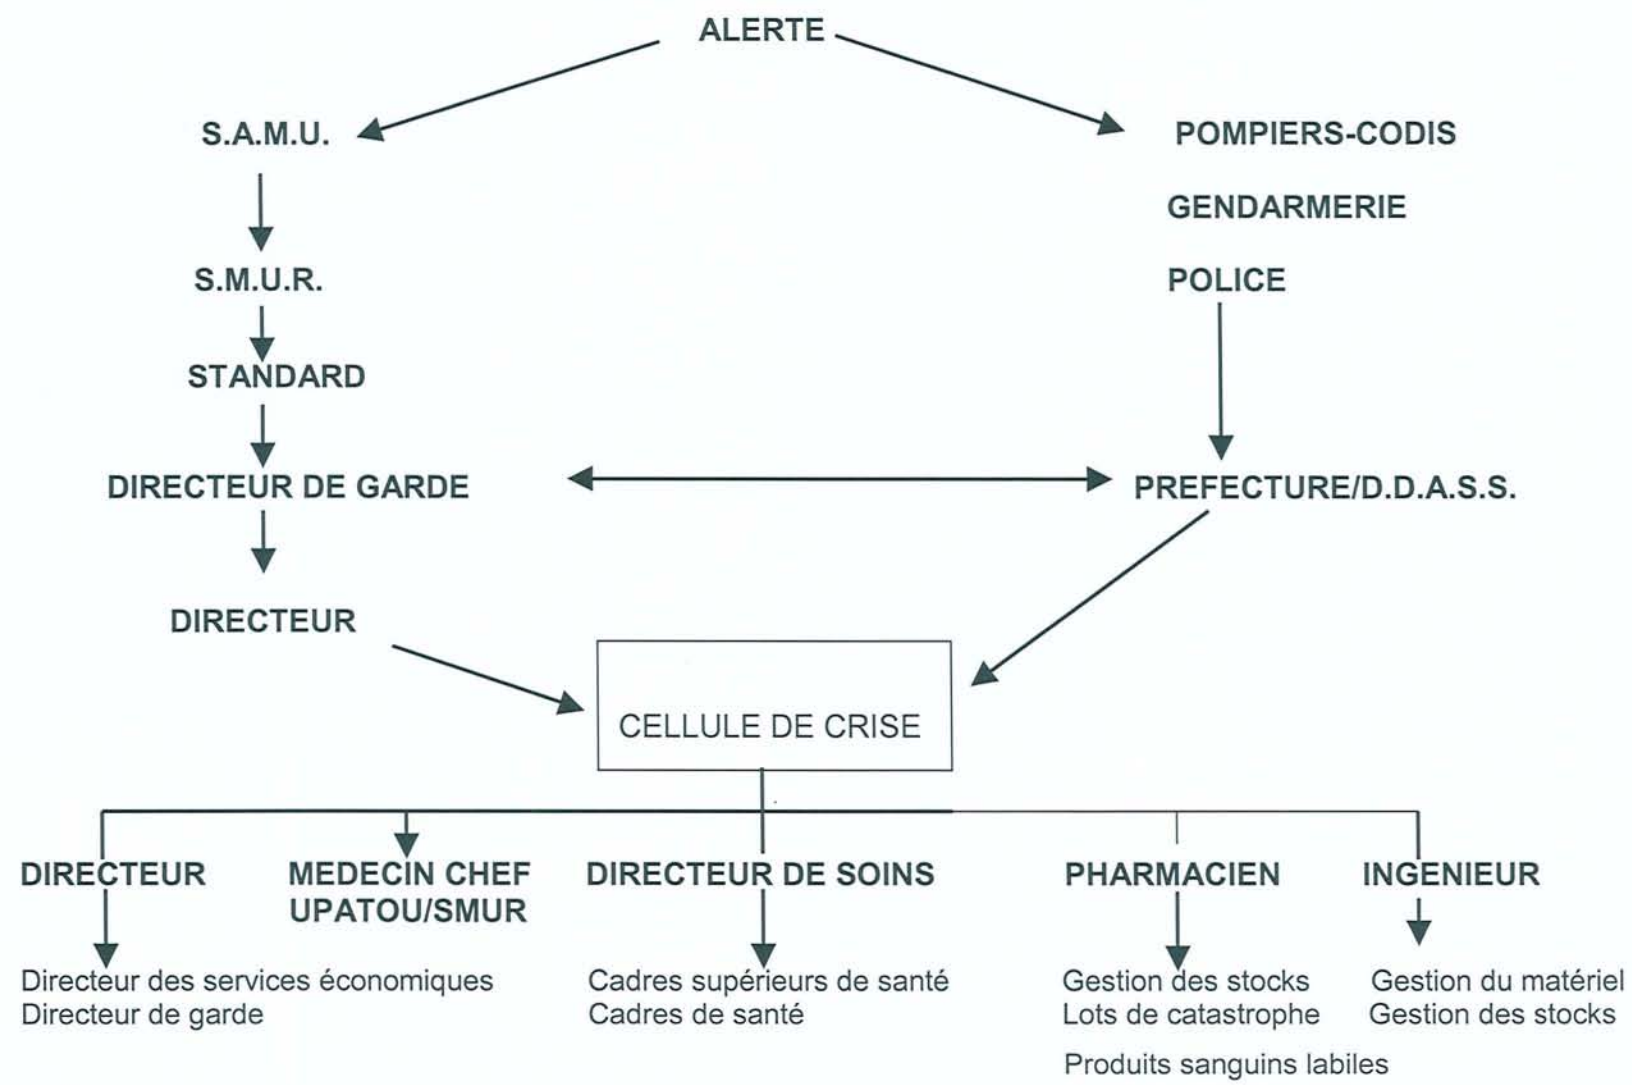 ALERTE
S.A.M.U.
POMPIERS-CODIS
GENDARMERIE
S.M.U.R.
POLICE
STANDARD
DIRECTEUR DE GARDE
PREFECTURE/D.D.A.S.S.
DIRECTEUR
CELLULE DE CRISE
DIRECTEUR
MEDECIN CHEF
UPATOU/SMUR
DIRECTEUR DE SOINS
PHARMACIEN
INGENIEUR
Directeur des services économiques
Directeur de garde
Cadres supérieurs de santé
Cadres de santé
Gestion des stocks
Lots de catastrophe
Produits sanguins labiles
Gestion du matériel
Gestion des stocks